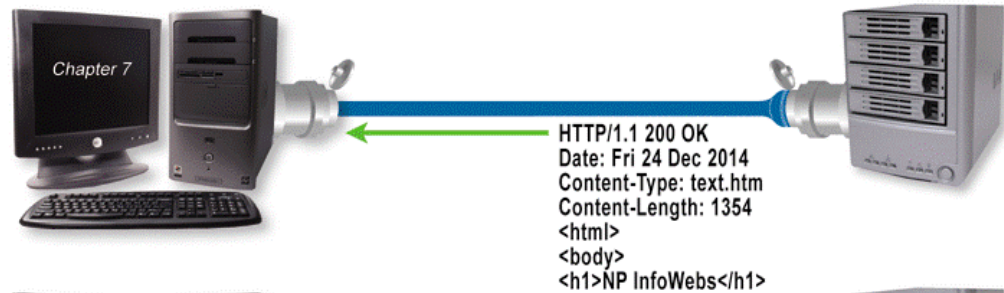 Chapter 7
HTTP/1.1 200 OK
Date: Fri 24 Dec 2014
Content-Type: text.htm
Content-Length: 1354
<html>
<body>
<h1>NP InfoWebs</h1>